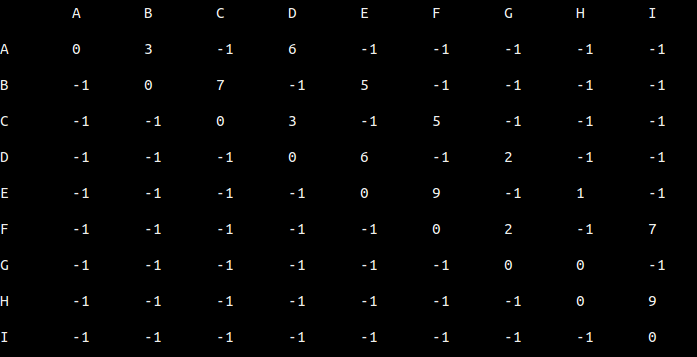 A B C D E F G H I
A 0 3 -1 6 -1 -1 -1 -1 -1
B -1 0 7 -1 5 -1 -1 -1 -1
C -1 -1 0 3 -1 5 -1 -1 -1
D -1 -1 -1 0 6 -1 2 -1 -1
E -1 -1 -1 -1 0 9 -1 1 -1
F -1 -1 -1 -1 -1 0 2 -1 7
G -1 -1 -1 -1 -1 -1 0 0 -1
H -1 -1 -1 -1 -1 -1 -1 0 9
I -1 -1 -1 -1 -1 -1 -1 -1 0